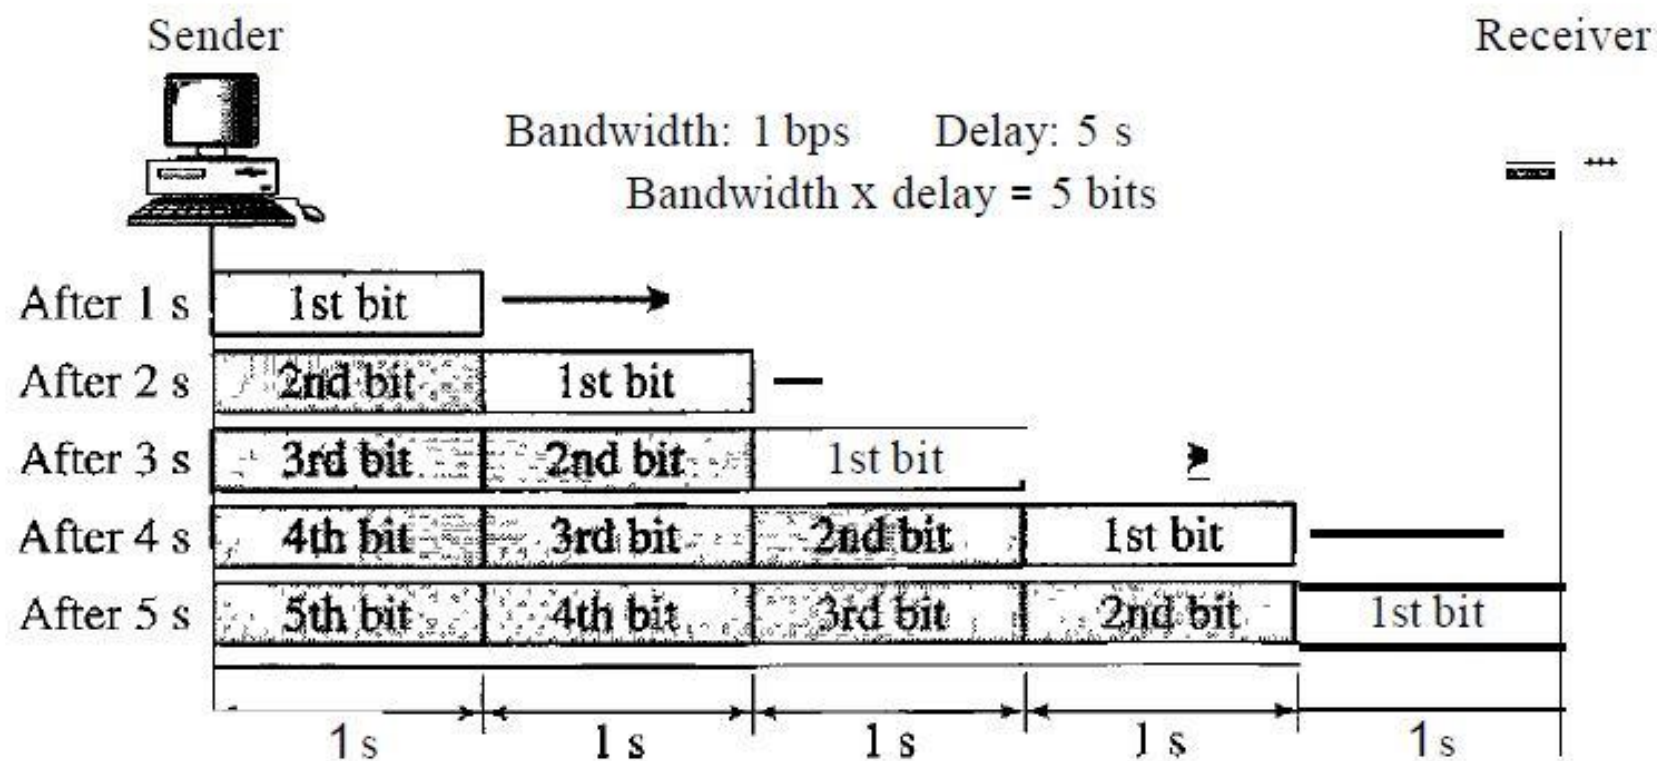 Sender
Receiver
Bandwidth: 1 bps Delay: 5 s
Bandwidth x delay = 5 bits
After 1 s 1st bit
After 2 s 2nd bit 1st bit
After 3 s 3rd bit 2nd bit 1st bit
After 4 s 4th bit 3rd bit 2nd bit 1st bit
After 5 s 5th bit 4th bit 3rd bit 2nd bit 1st bit
1 s 1 s 1 s 1 s 1 s